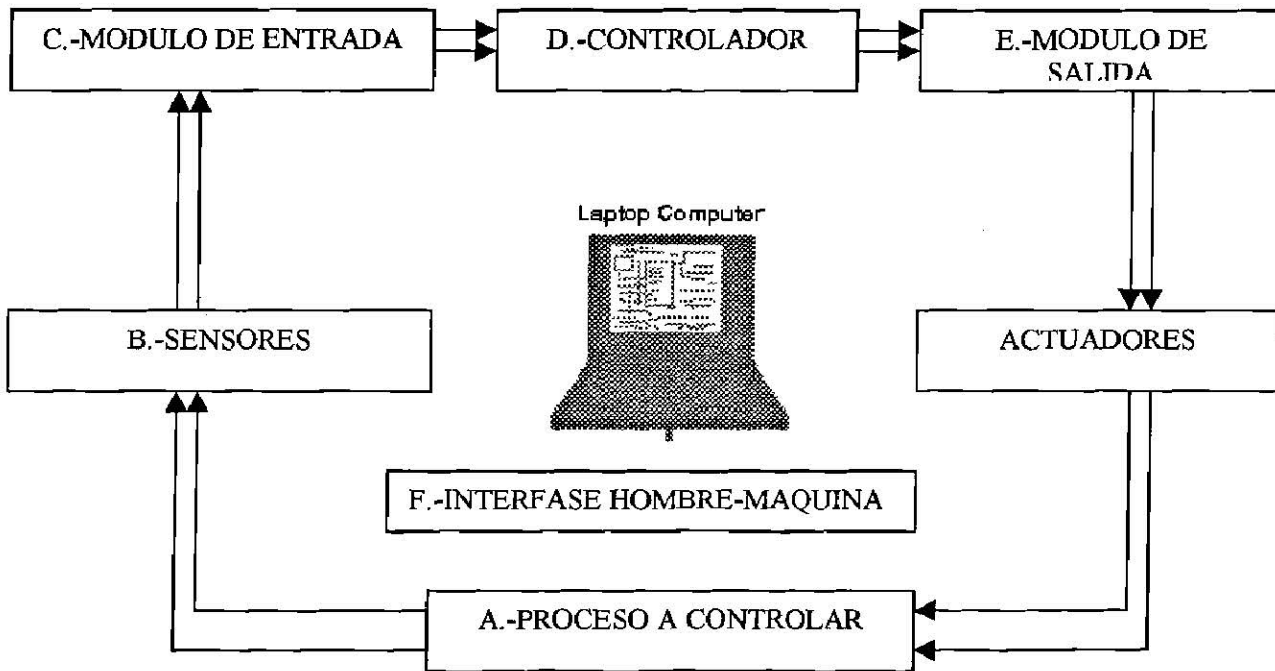 C.-MODULO DE ENTRADA
D.-CONTROLADOR
E.-MODULO DE
SALIDA
Laptop Computer
B.-SENSORES
ACTUADORES
F.-INTERFASE HOMBRE-MAQUINA
A.-PROCESO A CONTROLAR